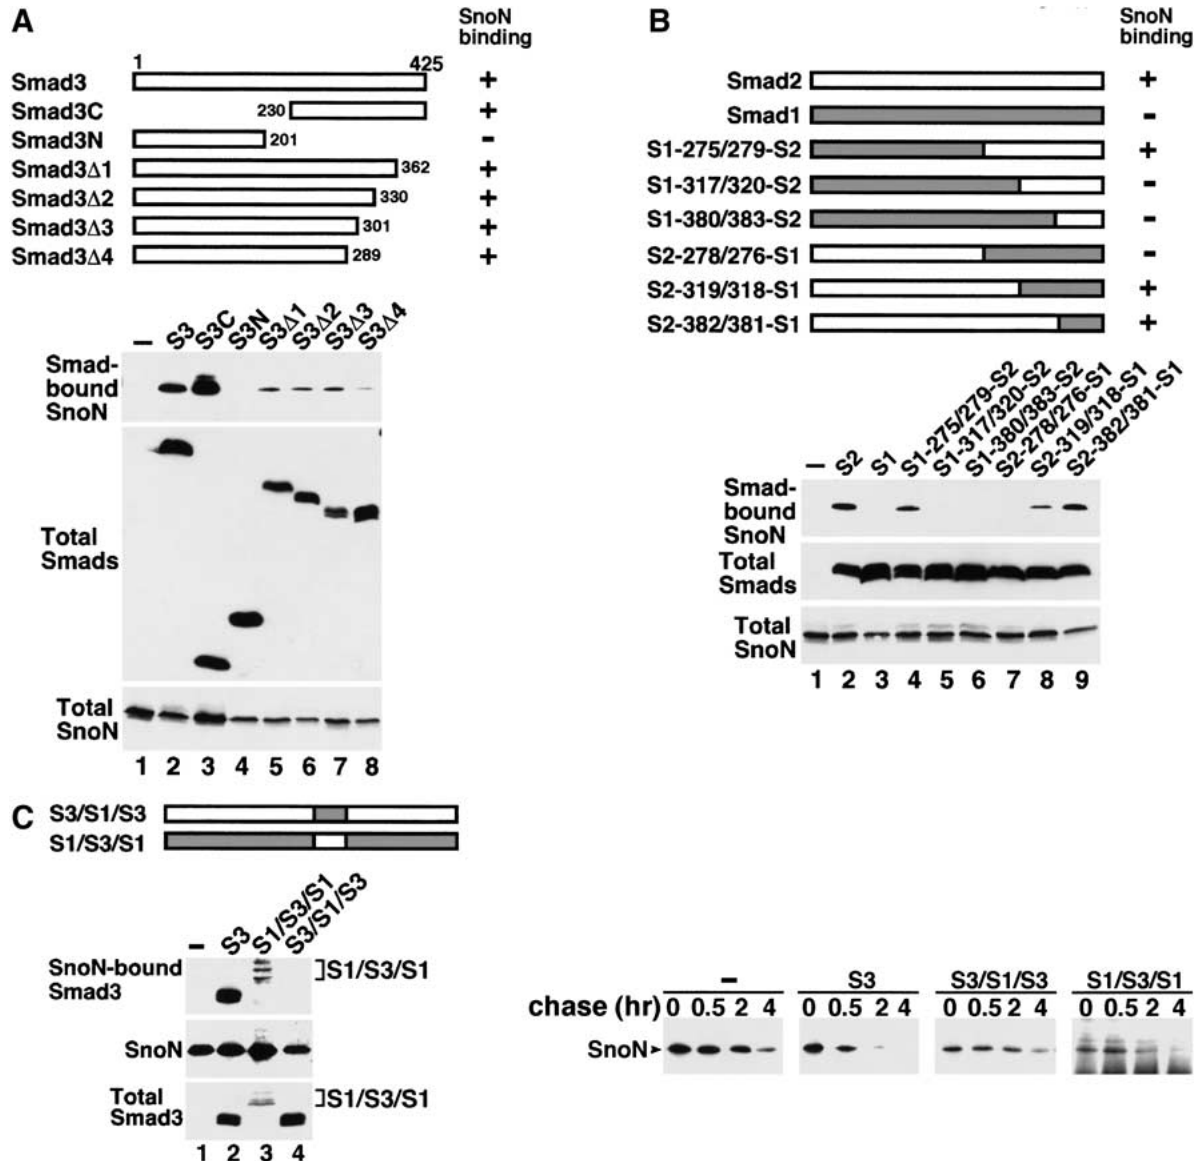 A
SnoN
binding
1 425
Smad3 +
Smad3C 230 +
Smad3N 201 -
Smad3Δ1 362 +
Smad3Δ2 330 +
Smad3Δ3 301 +
Smad3Δ4 289 +
– S3 S3C S3N S3Δ1 S3Δ2 S3Δ3 S3Δ4
Smad-
bound
SnoN
Total
Smads
Total
SnoN
1 2 3 4 5 6 7 8
B
SnoN
binding
Smad2 +
Smad1 -
S1-275/279-S2 +
S1-317/320-S2 -
S1-380/383-S2 -
S2-278/276-S1 -
S2-319/318-S1 +
S2-382/381-S1 +
– S2 S1 S1-275/279-S2 S1-317/320-S2 S1-380/383-S2 S2-278/276-S1 S2-319/318-S1 S2-382/381-S1
Smad-
bound
SnoN
Total
Smads
Total
SnoN
1 2 3 4 5 6 7 8 9
C
S3/S1/S3
S1/S3/S1
– S3 S1/S3/S1 S3/S1/S3
SnoN-bound
Smad3
S1/S3/S1
SnoN
Total
Smad3
S1/S3/S1
1 2 3 4
– S3 S3/S1/S3 S1/S3/S1
chase (hr) 0 0.5 2 4 0 0.5 2 4 0 0.5 2 4 0 0.5 2 4
SnoN